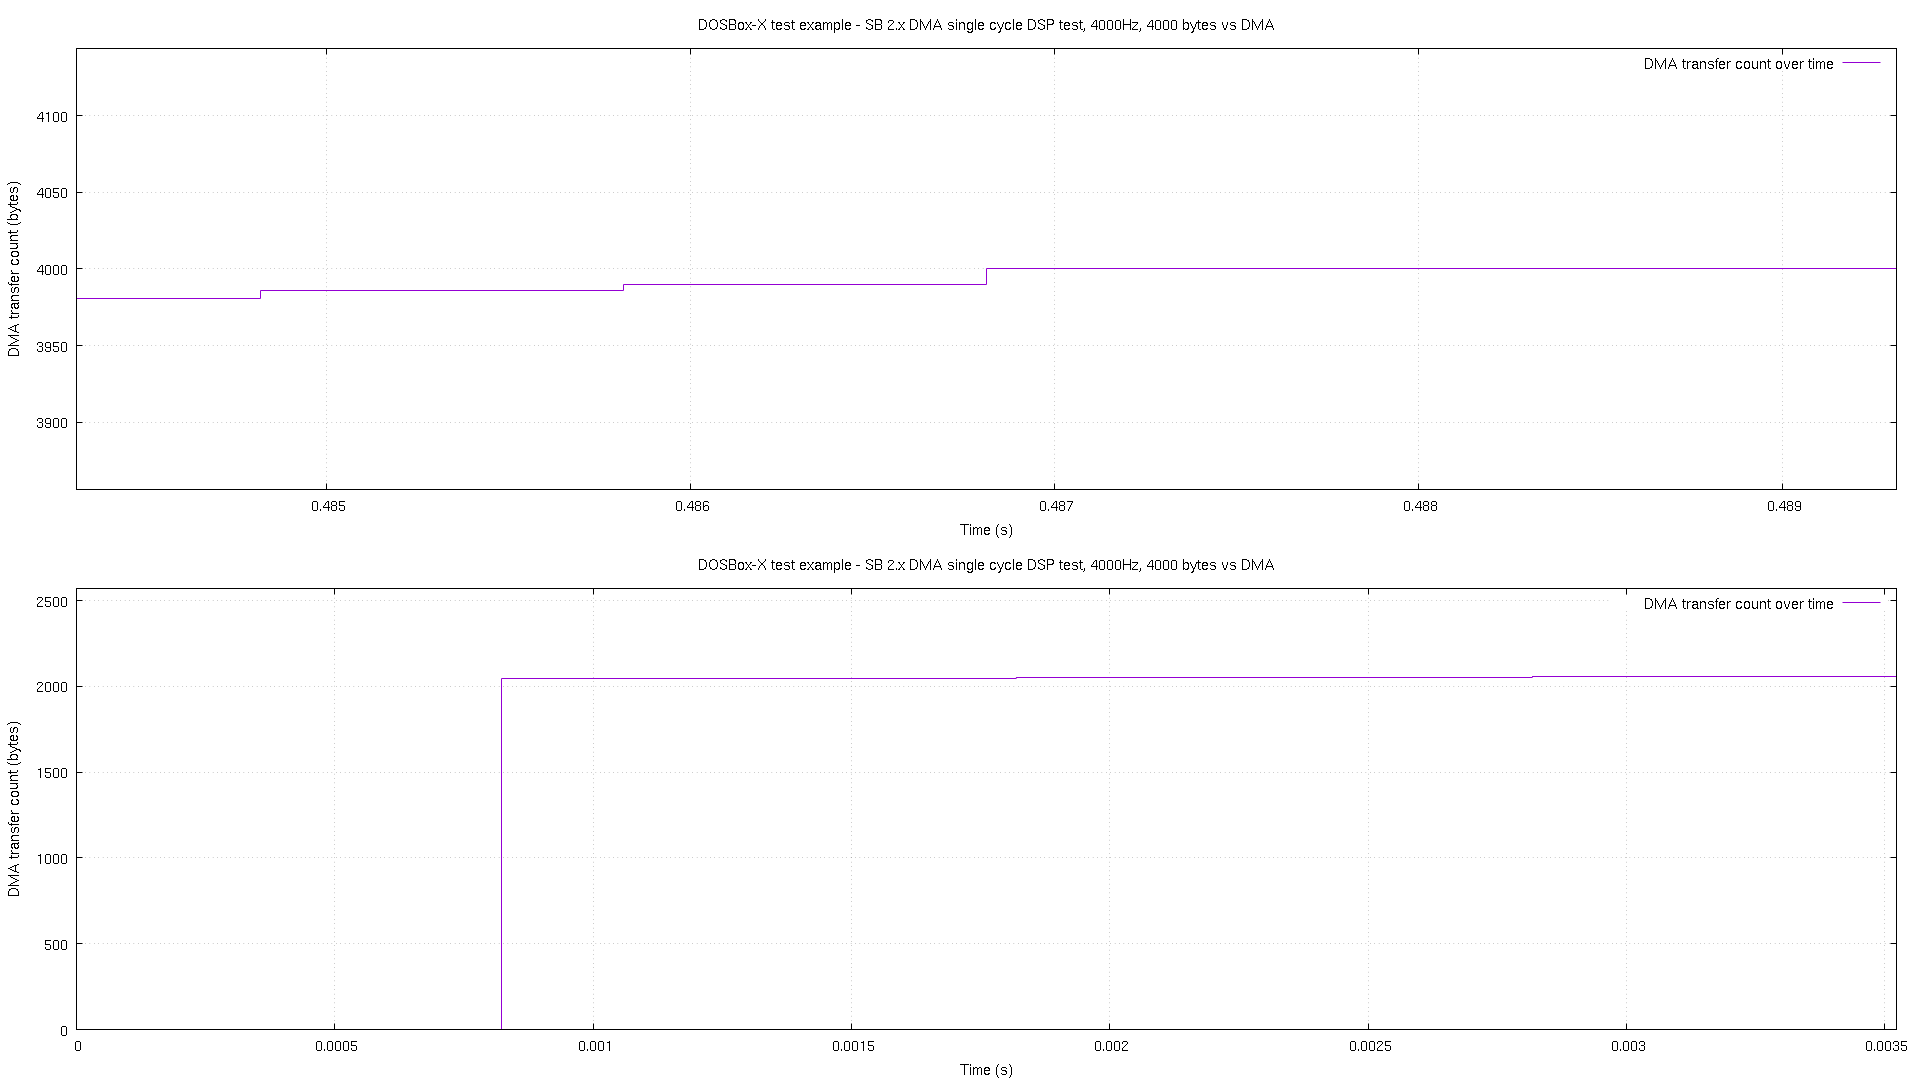 DOSBox-X test example - SB 2.x DMA single cycle DSP test, 4000Hz, 4000 bytes vs DMA
DMA transfer count over time
DMA transfer count (bytes)
4100
4050
4000
3950
3900
0.485 0.486 0.487 0.488 0.489
Time (s)
DOSBox-X test example - SB 2.x DMA single cycle DSP test, 4000Hz, 4000 bytes vs DMA
DMA transfer count over time
DMA transfer count (bytes)
2500
2000
1500
1000
500
0
0 0.0005 0.001 0.0015 0.002 0.0025 0.003 0.0035
Time (s)